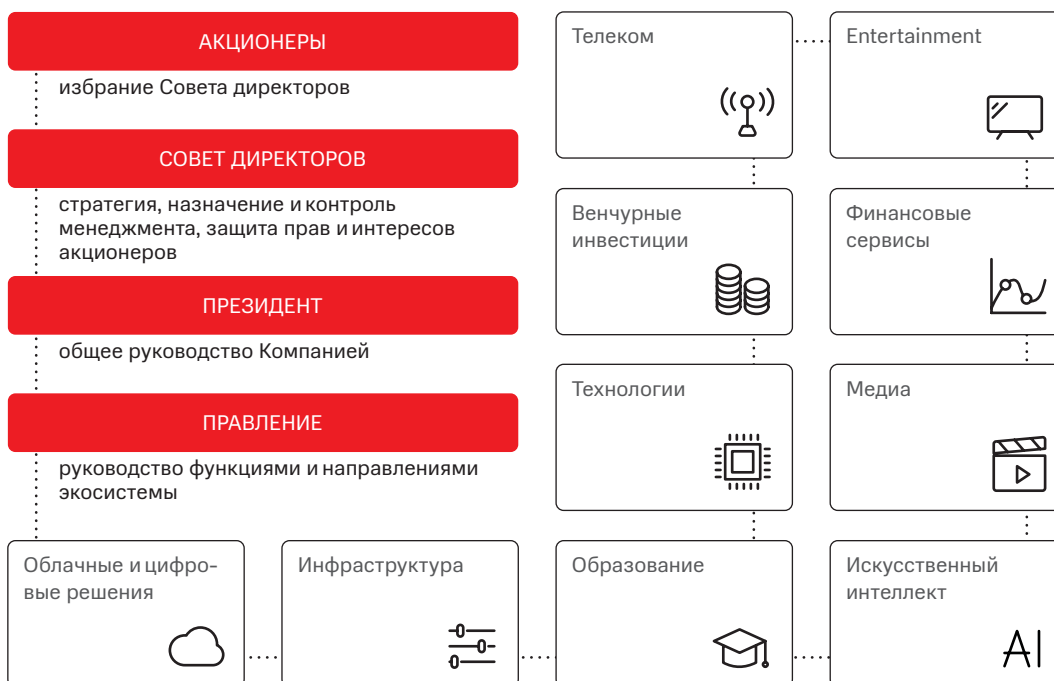 АКЦИОНЕРЫ
избрание Совета директоров
СОВЕТ ДИРЕКТОРОВ
стратегия, назначение и контроль
менеджмента, защита прав и интересов
акционеров
ПРЕЗИДЕНТ
общее руководство Компанией
ПРАВЛЕНИЕ
руководство функциями и направлениями
экосистемы
Телеком
Entertainment
Венчурные
инвестиции
Финансовые
сервисы
Технологии
Медиа
Облачные и цифро-
вые решения
Инфраструктура
Образование
Искусственный
интеллект
AI